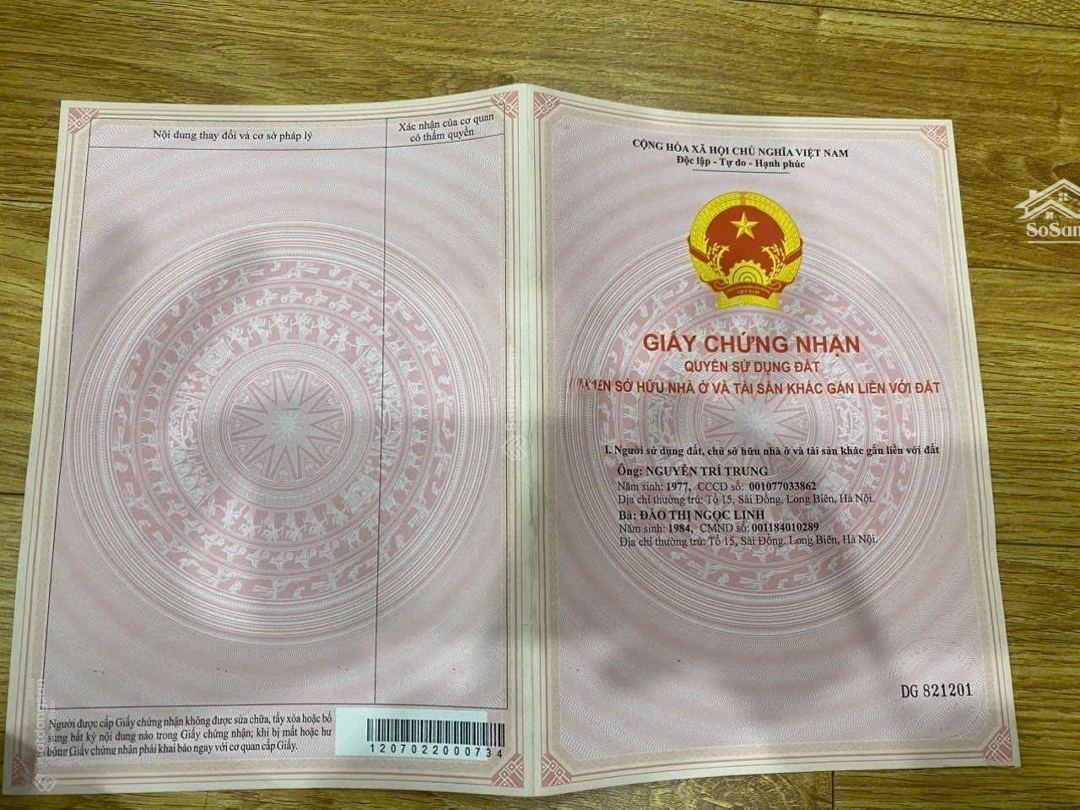 Nội dung thay đổi và cơ sở pháp lý
Xác nhận của cơ quan
có thẩm quyền
Người được cấp Giấy chứng nhận không được sửa chữa, tẩy xóa hoặc bổ
sung bất kỳ nội dung nào trong Giấy chứng nhận; khi bị mất hoặc hư
hỏng Giấy chứng nhận phải khai báo ngay với cơ quan cấp Giấy.
1207022000734
CỘNG HÒA XÃ HỘI CHỦ NGHĨA VIỆT NAM
Độc lập - Tự do - Hạnh phúc
GIẤY CHỨNG NHẬN
QUYỀN SỬ DỤNG ĐẤT
SỞ HỮU NHÀ Ở VÀ TÀI SẢN KHÁC GẮN LIỀN VỚI ĐẤT
I. Người sử dụng đất, chủ sở hữu nhà ở và tài sản khác gắn liền với đất
Ông: NGUYỄN TRÍ TRUNG
Năm sinh: 1977, CCCD số: 001077033862
Địa chỉ thường trú: Tổ 15, Sài Đồng, Long Biên, Hà Nội.
Bà: ĐÀO THỊ NGỌC LINH
Năm sinh: 1984, CMND số: 001184010289
Địa chỉ thường trú: Tổ 15, Sài Đồng, Long Biên, Hà Nội.
DG 821201
SoSan